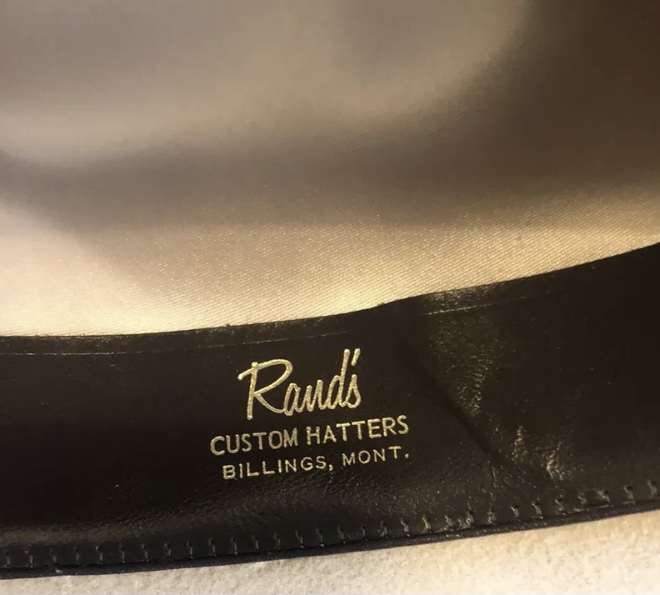 Rand's
CUSTOM HATTERS
BILLINGS, MONT.